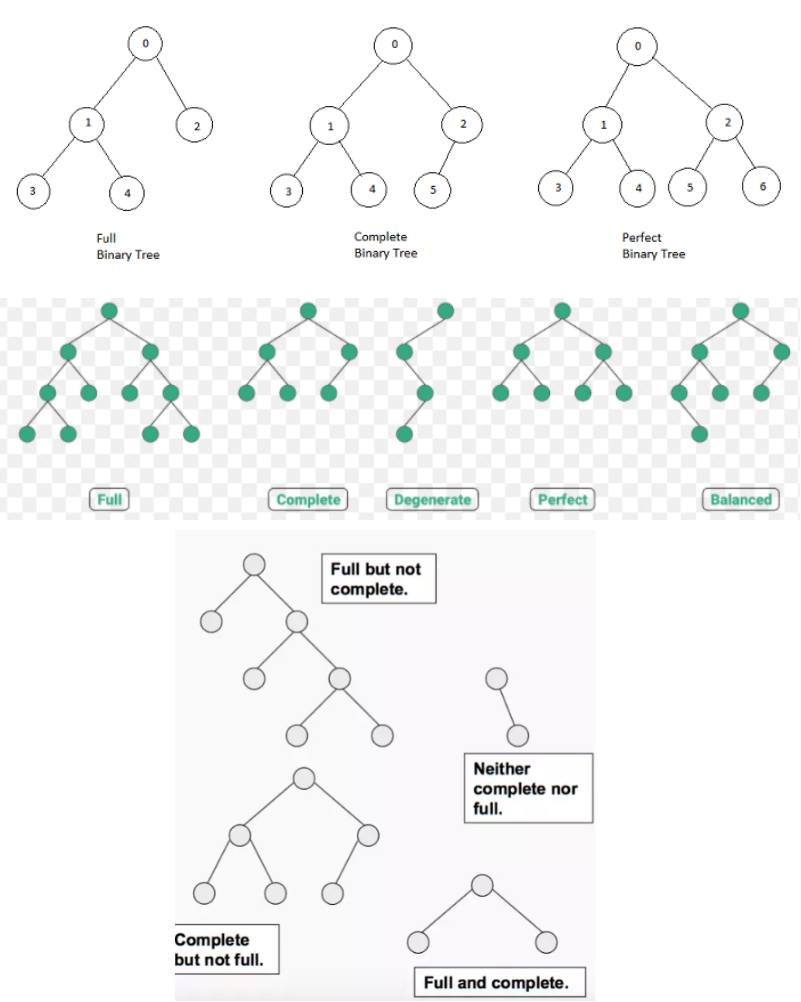 0
0
0
1
2
1
2
1
2
3
4
3
4
5
3
4
5
6
Full
Binary Tree
Complete
Binary Tree
Perfect
Binary Tree
Full
Complete
Degenerate
Perfect
Balanced
Full but not
complete.
Neither
complete nor
full.
Complete
but not full.
Full and complete.